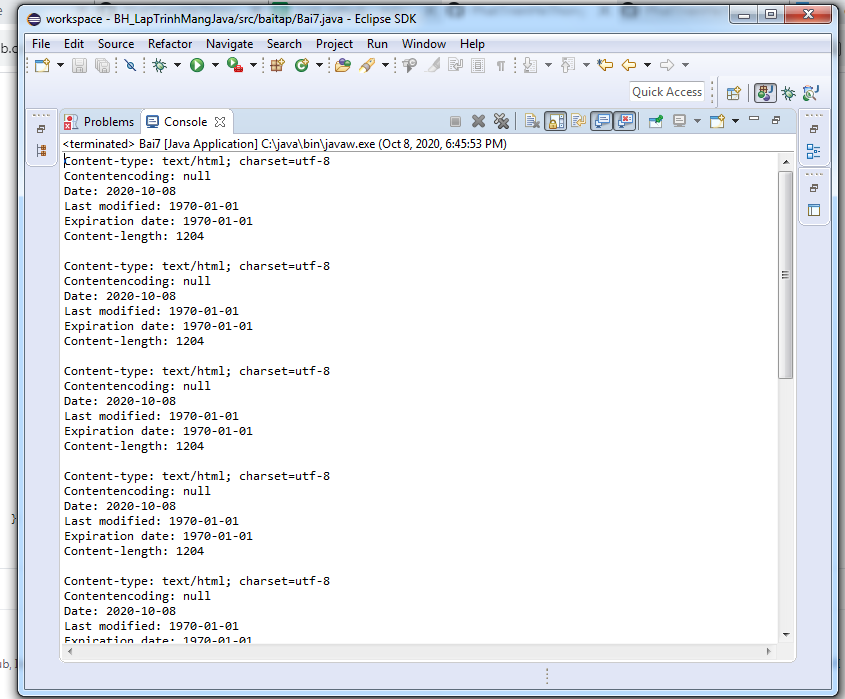 workspace - BH_LapTrinhMangJava/src/baitap/Bai7.java - Eclipse SDK
File Edit Source Refactor Navigate Search Project Run Window Help
Quick Access
Problems Console
<terminated> Bai7 [Java Application] C:\java\bin\javaw.exe (Oct 8, 2020, 6:45:53 PM)
Content-type: text/html; charset=utf-8
Contentencoding: null
Date: 2020-10-08
Last modified: 1970-01-01
Expiration date: 1970-01-01
Content-length: 1204
Content-type: text/html; charset=utf-8
Contentencoding: null
Date: 2020-10-08
Last modified: 1970-01-01
Expiration date: 1970-01-01
Content-length: 1204
Content-type: text/html; charset=utf-8
Contentencoding: null
Date: 2020-10-08
Last modified: 1970-01-01
Expiration date: 1970-01-01
Content-length: 1204
Content-type: text/html; charset=utf-8
Contentencoding: null
Date: 2020-10-08
Last modified: 1970-01-01
Expiration date: 1970-01-01
Content-length: 1204
Content-type: text/html; charset=utf-8
Contentencoding: null
Date: 2020-10-08
Last modified: 1970-01-01
Expiration date: 1970-01-01